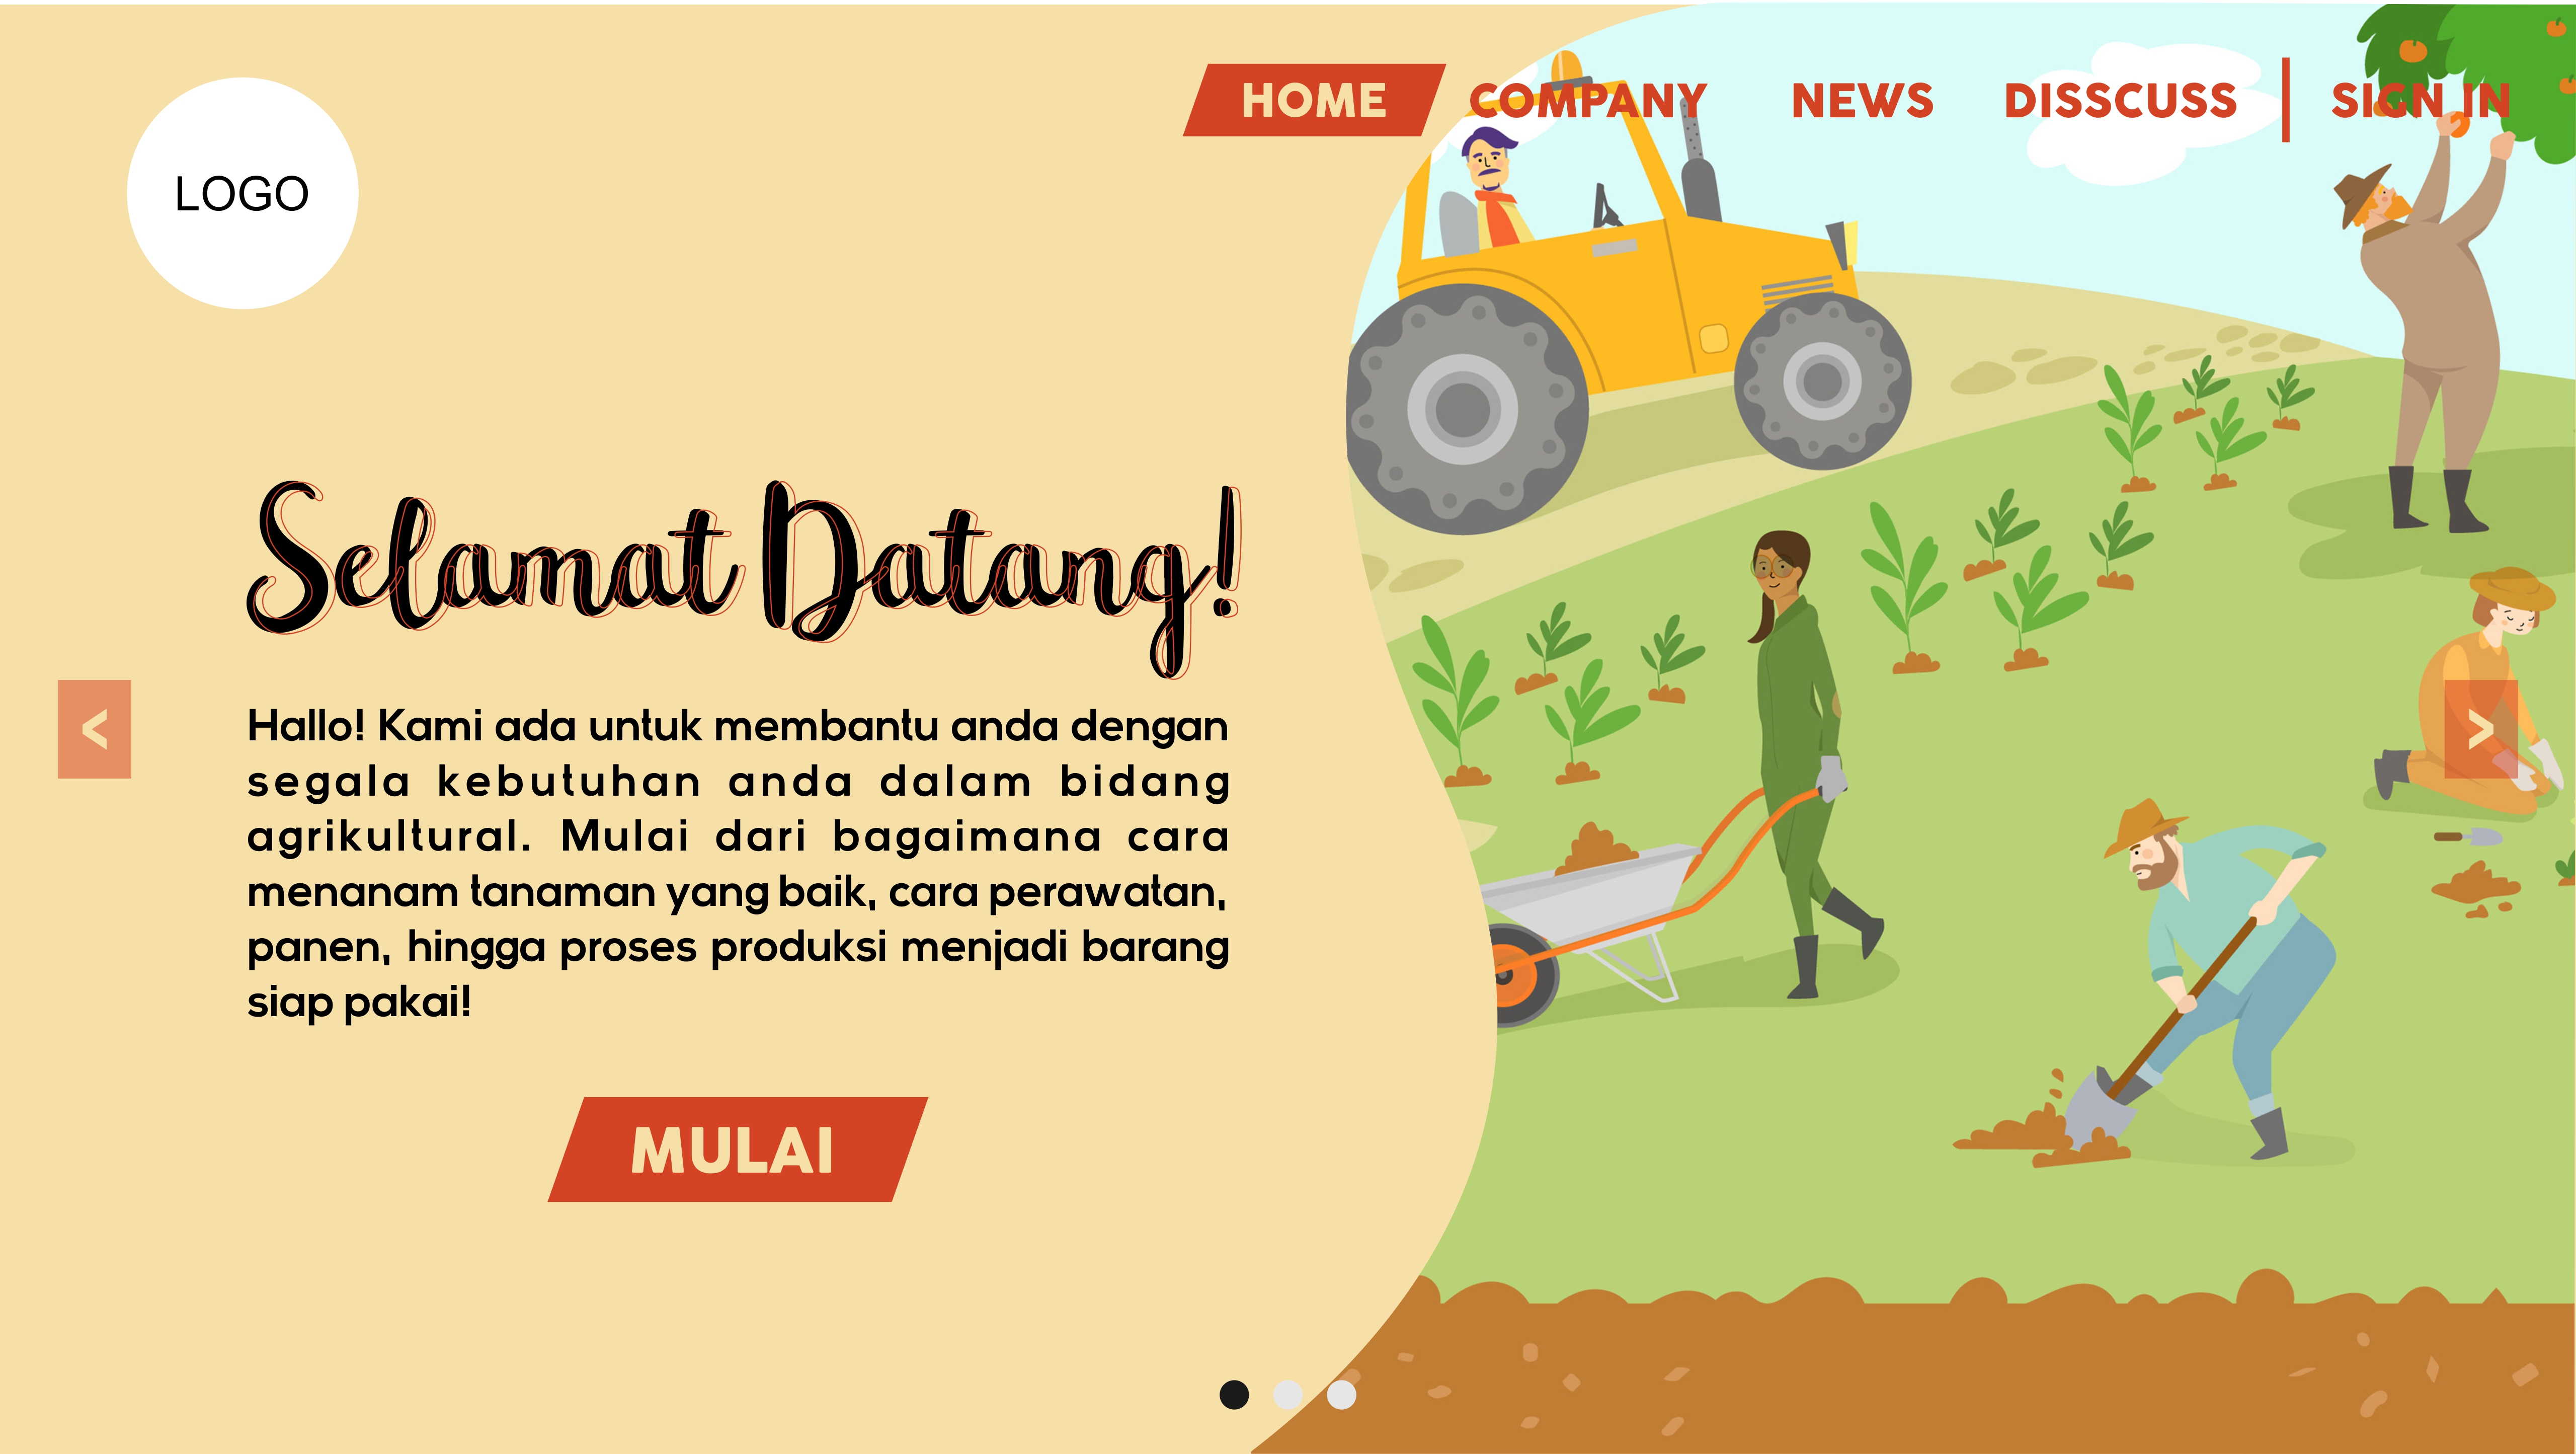 HOME COMPANY NEWS DISSCUSS SIGN IN
LOGO
Selamat Datang!
Hallo! Kami ada untuk membantu anda dengan
segala kebutuhan anda dalam bidang
agrikultural. Mulai dari bagaimana cara
menanam tanaman yang baik, cara perawatan,
panen, hingga proses produksi menjadi barang
siap pakai!
<
>
MULAI